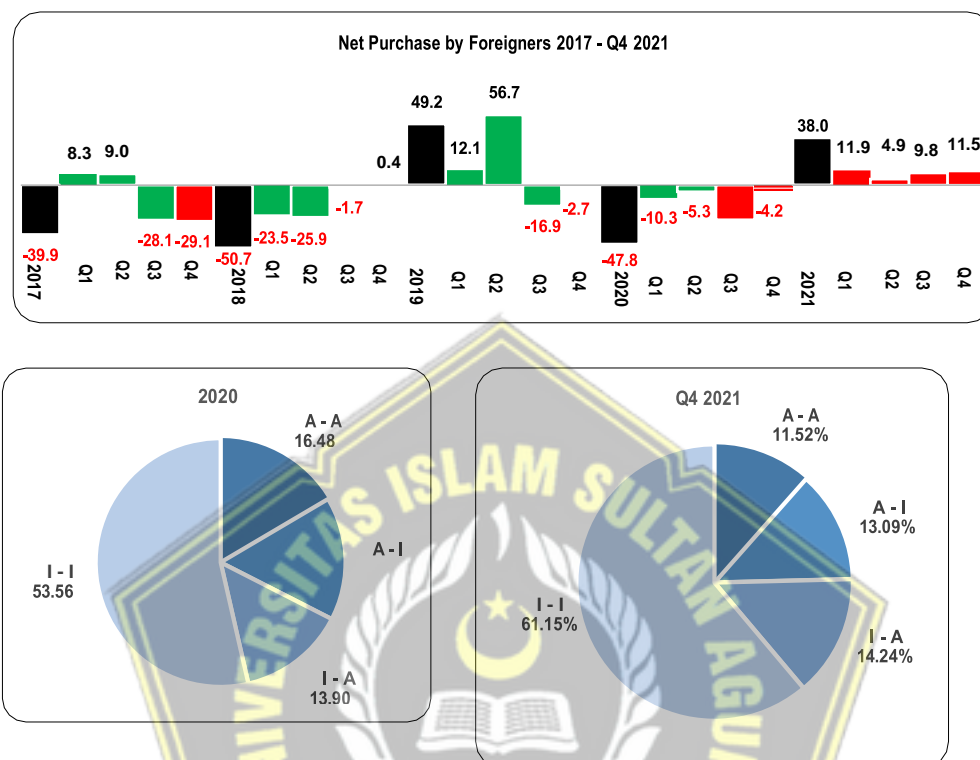 Net Purchase by Foreigners 2017 - Q4 2021
-39.9
8.3
9.0
-28.1
-29.1
-50.7
-23.5
-25.9
-1.7
0.4
49.2
12.1
56.7
-16.9
-2.7
-47.8
-10.3
-5.3
-4.2
38.0
11.9
4.9
9.8
11.5
2017
Q1
Q2
Q3
Q4
2018
Q1
Q2
Q3
Q4
2019
Q1
Q2
Q3
Q4
2020
Q1
Q2
Q3
Q4
2021
Q1
Q2
Q3
Q4
2020
A - A
16.48
A - I
I - A
13.90
I - I
53.56
Q4 2021
A - A
11.52%
A - I
13.09%
I - A
14.24%
I - I
61.15%
UNIVERSITAS ISLAM SULTAN AGU